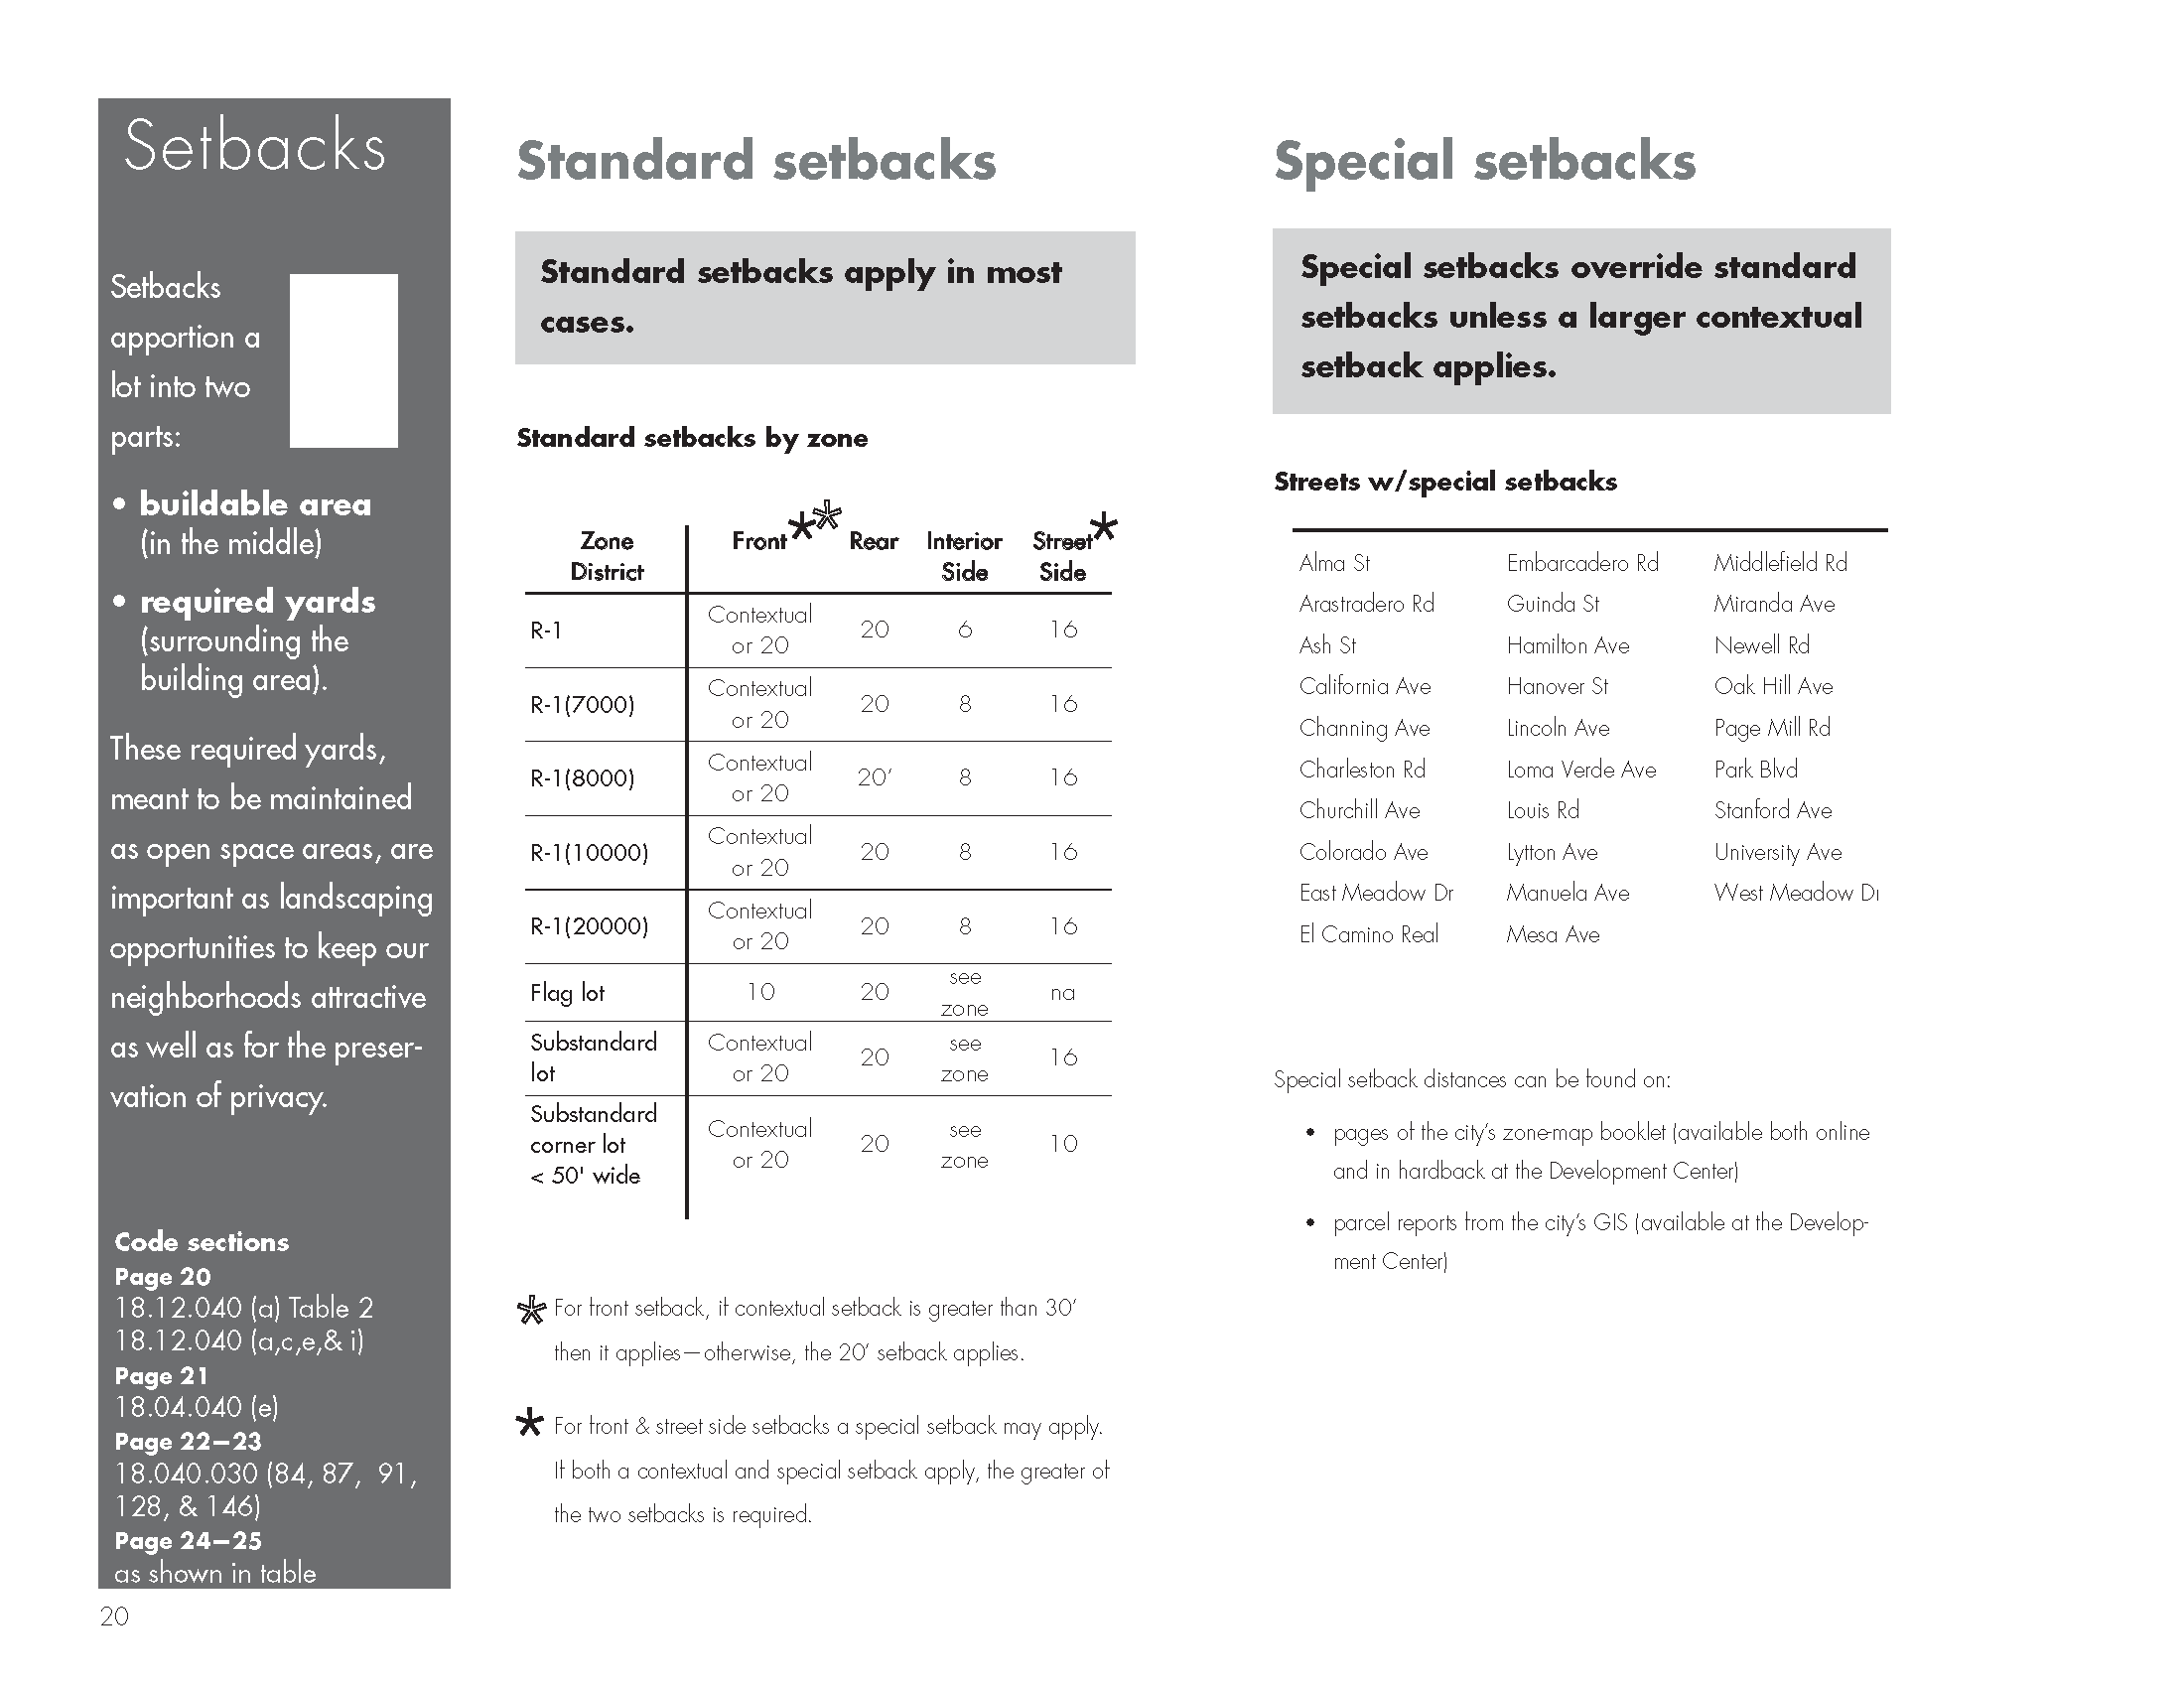 Setbacks
Setbacks
apportion a
lot into two
parts:
• buildable area
(in the middle)
• required yards
(surrounding the
building area).
These required yards,
meant to be maintained
as open space areas, are
important as landscaping
opportunities to keep our
neighborhoods attractive
as well as for the preser-
vation of privacy.
Code sections
Page 20
18.12.040 (a) Table 2
18.12.040 (a,c,e,& i)
Page 21
18.04.040 (e)
Page 22—23
18.040.030 (84, 87, 91,
128, & 146)
Page 24—25
as shown in table
20
Standard setbacks
Standard setbacks apply in most
cases.
Standard setbacks by zone
Zone Front Rear Interior Street
District Side Side
R-1 Contextual or 20 20 6 16
R-1(7000) Contextual or 20 20 8 16
R-1(8000) Contextual or 20 20’ 8 16
R-1(10000) Contextual or 20 20 8 16
R-1(20000) Contextual or 20 20 8 16
Flag lot 10 20 see zone na
Substandard lot Contextual or 20 20 see zone 16
Substandard corner lot < 50' wide Contextual or 20 20 see zone 10
For front setback, if contextual setback is greater than 30’
then it applies—otherwise, the 20’ setback applies.
For front & street side setbacks a special setback may apply.
If both a contextual and special setback apply, the greater of
the two setbacks is required.
Special setbacks
Special setbacks override standard
setbacks unless a larger contextual
setback applies.
Streets w/special setbacks
Alma St Embarcadero Rd Middlefield Rd
Arastradero Rd Guinda St Miranda Ave
Ash St Hamilton Ave Newell Rd
California Ave Hanover St Oak Hill Ave
Channing Ave Lincoln Ave Page Mill Rd
Charleston Rd Loma Verde Ave Park Blvd
Churchill Ave Louis Rd Stanford Ave
Colorado Ave Lytton Ave University Ave
East Meadow Dr Manuela Ave West Meadow Dr
El Camino Real Mesa Ave
Special setback distances can be found on:
• pages of the city’s zone-map booklet (available both online
and in hardback at the Development Center)
• parcel reports from the city’s GIS (available at the Develop-
ment Center)